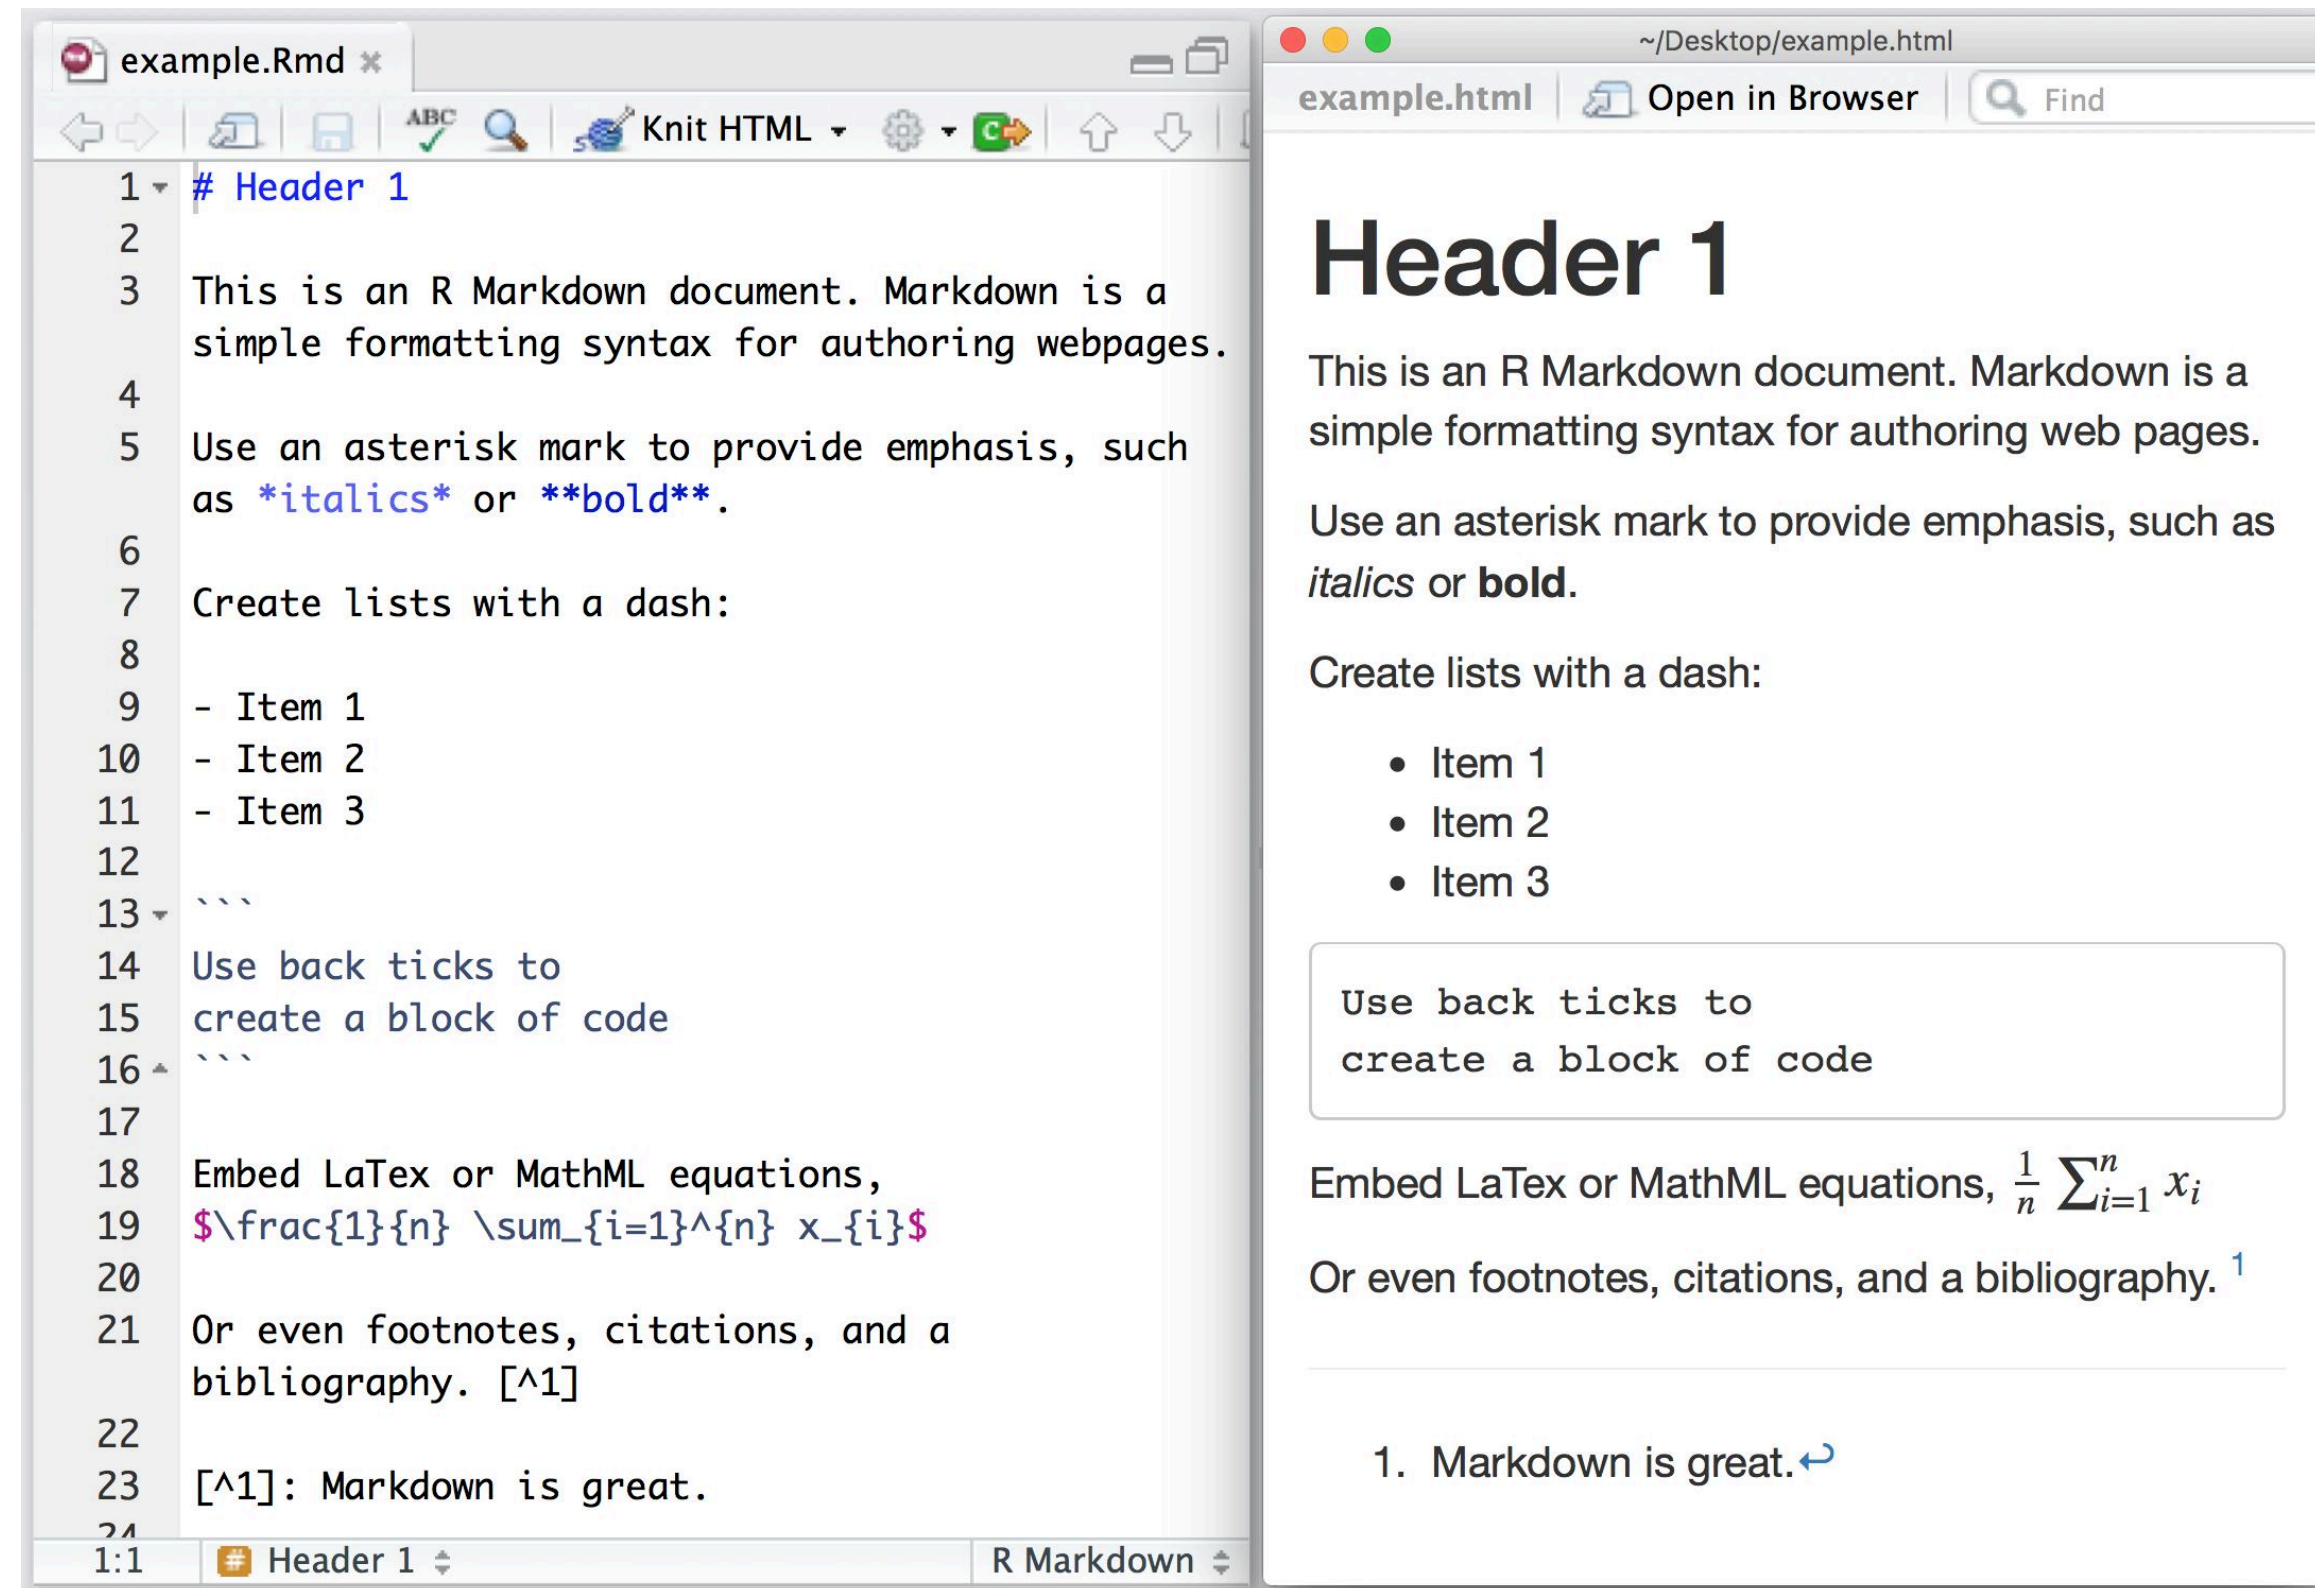 example.Rmd
ABC
Knit HTML
1 # Header 1
2
3 This is an R Markdown document. Markdown is a
simple formatting syntax for authoring webpages.
4
5 Use an asterisk mark to provide emphasis, such
as *italics* or **bold**.
6
7 Create lists with a dash:
8
9 - Item 1
10 - Item 2
11 - Item 3
12
13 ```
14 Use back ticks to
15 create a block of code
16 ```
17
18 Embed LaTex or MathML equations,
19 $\frac{1}{n} \sum_{i=1}^{n} x_{i}$
20
21 Or even footnotes, citations, and a
bibliography. [^1]
22
23 [^1]: Markdown is great.
24
1:1 # Header 1 R Markdown
~/Desktop/example.html
example.html Open in Browser Find
Header 1
This is an R Markdown document. Markdown is a
simple formatting syntax for authoring web pages.
Use an asterisk mark to provide emphasis, such as
italics or bold.
Create lists with a dash:
• Item 1
• Item 2
• Item 3
Use back ticks to
create a block of code
Embed LaTex or MathML equations, 1/n ∑ⁿᵢ₌₁ xᵢ
Or even footnotes, citations, and a bibliography. 1
1. Markdown is great.↩